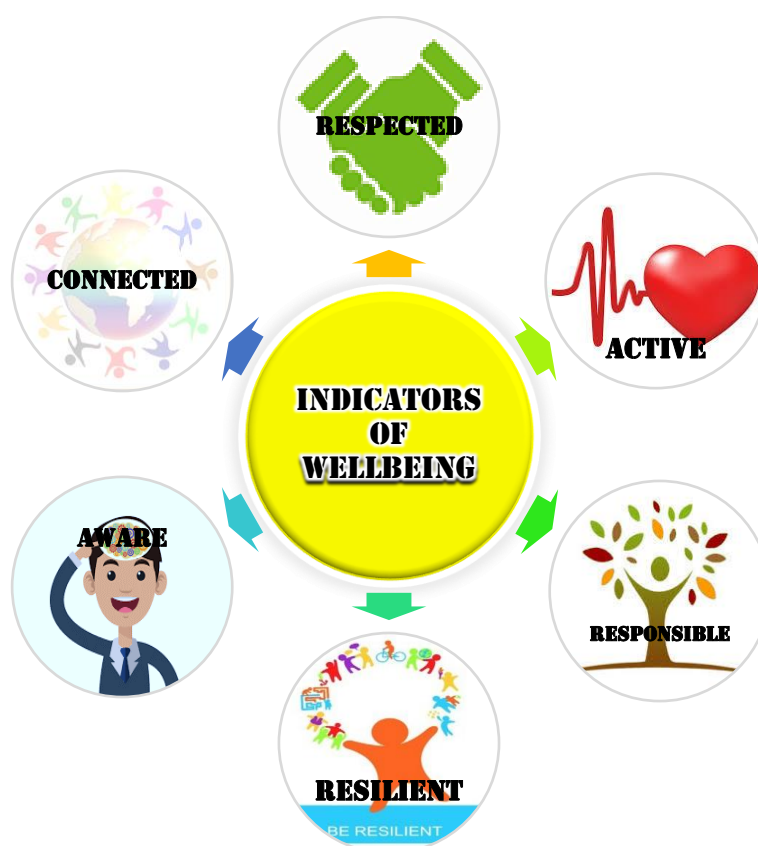 RESPECTED
CONNECTED
ACTIVE
INDICATORS
OF
WELLBEING
AWARE
RESPONSIBLE
RESILIENT
BE RESILIENT